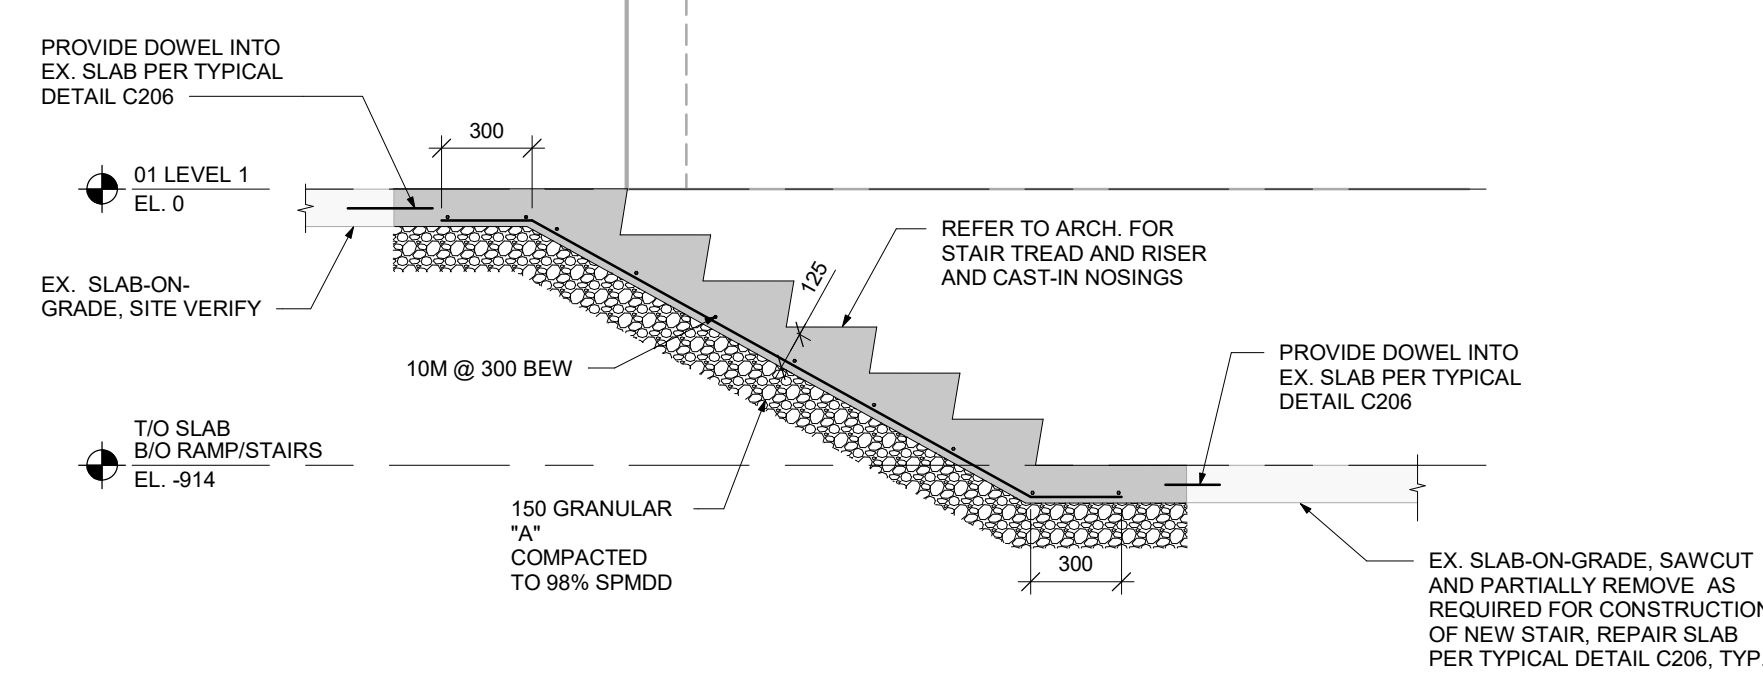 PROVIDE DOWEL INTO
EX. SLAB PER TYPICAL
DETAIL C206
300
01 LEVEL 1
EL. 0
EX. SLAB-ON-
GRADE, SITE VERIFY
REFER TO ARCH. FOR
STAIR TREAD AND RISER
AND CAST-IN NOSINGS
125
10M @ 300 BEW
PROVIDE DOWEL INTO
EX. SLAB PER TYPICAL
DETAIL C206
T/O SLAB
B/O RAMP/STAIRS
EL. -914
150 GRANULAR
"A"
COMPACTED
TO 98% SPMDD
300
EX. SLAB-ON-GRADE, SAWCUT
AND PARTIALLY REMOVE AS
REQUIRED FOR CONSTRUCTION
OF NEW STAIR, REPAIR SLAB
PER TYPICAL DETAIL C206, TYP.